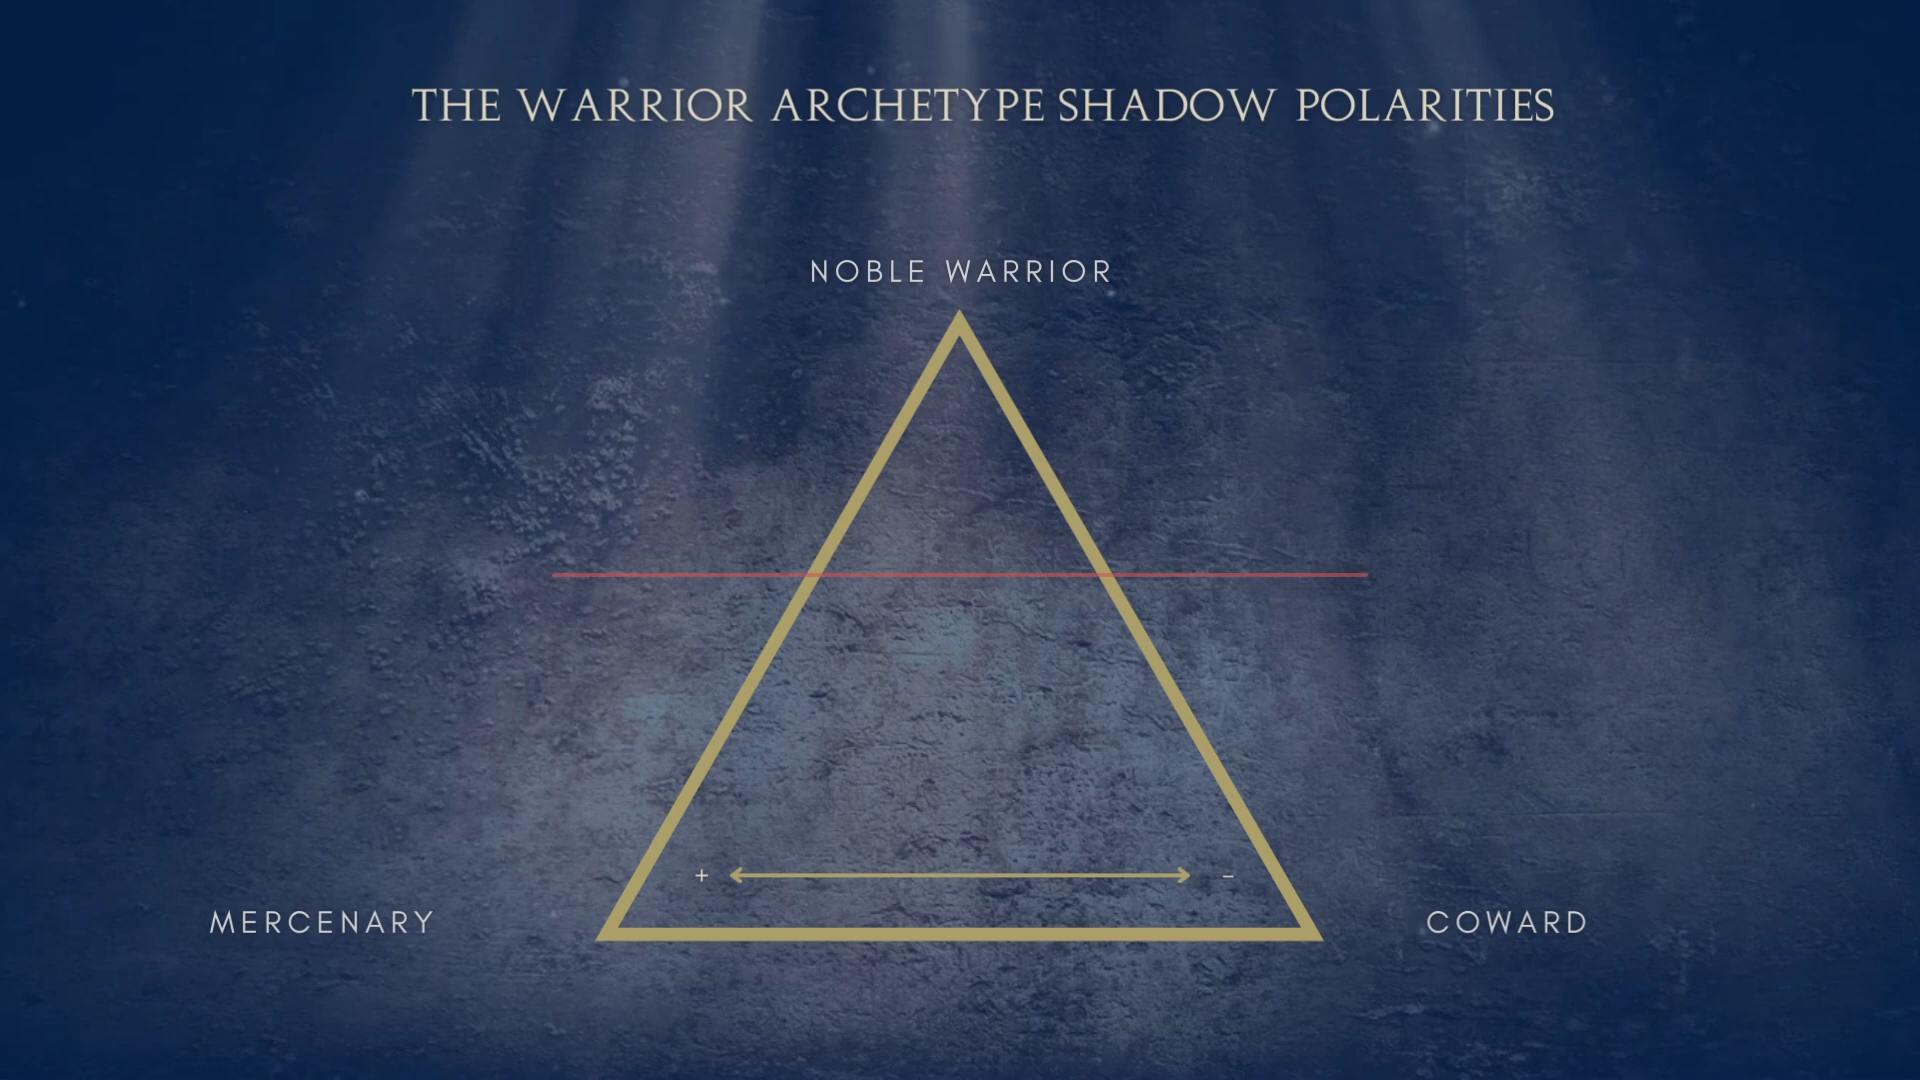 THE WARRIOR ARCHETYPE SHADOW POLARITIES
NOBLE WARRIOR
+ –
MERCENARY
COWARD